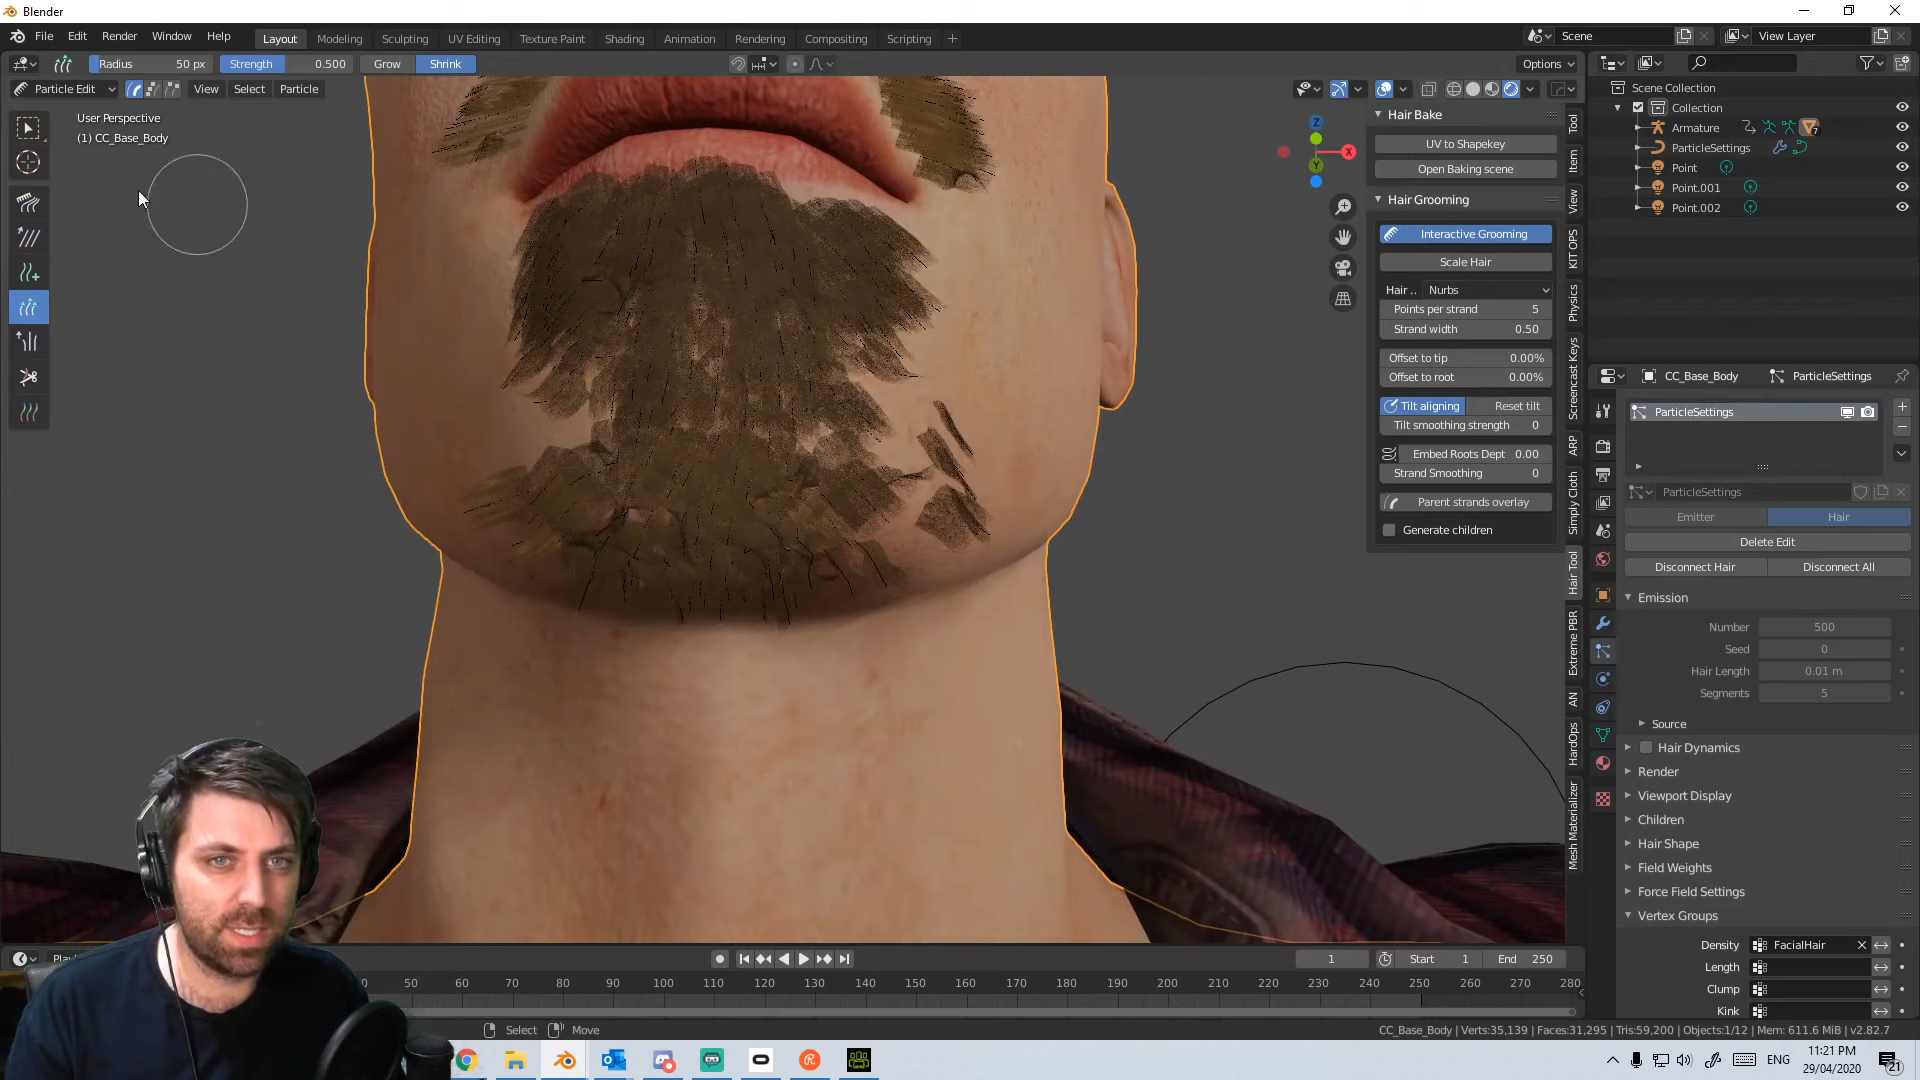 Blender
File Edit Render Window Help
Layout Modeling Sculpting UV Editing Texture Paint Shading Animation Rendering Compositing Scripting +
Scene
View Layer
Radius 50 px Strength 0.500 Grow Shrink
Options
Particle Edit View Select Particle
User Perspective
(1) CC_Base_Body
Z
X
Y
Hair Bake
UV to Shapekey
Open Baking scene
Hair Grooming
Interactive Grooming
Scale Hair
Hair .. Nurbs
Points per strand 5
Strand width 0.50
Offset to tip 0.00%
Offset to root 0.00%
Tilt aligning Reset tilt
Tilt smoothing strength 0
Embed Roots Dept 0.00
Strand Smoothing 0
Parent strands overlay
Generate children
Tool
Item
View
KIT OPS
Physics
Screencast Keys
ARP
Simply Cloth
Hair Tool
Extreme PBR
AN
HardOps
Mesh Materializer
Scene Collection
Collection
Armature 7
ParticleSettings
Point
Point.001
Point.002
CC_Base_Body ParticleSettings
ParticleSettings
ParticleSettings
Emitter Hair
Delete Edit
Disconnect Hair Disconnect All
Emission
Number 500
Seed 0
Hair Length 0.01 m
Segments 5
Source
Hair Dynamics
Render
Viewport Display
Children
Hair Shape
Field Weights
Force Field Settings
Vertex Groups
Density FacialHair
Length
Clump
Kink
1 Start 1 End 250
50 60 70 80 90 100 110 120 130 140 150 160 170 180 190 200 210 220 230 240 250 260 270 280
Select Move
CC_Base_Body | Verts:35,139 | Faces:31,295 | Tris:59,200 | Objects:1/12 | Mem: 611.6 MiB | v2.82.7
ENG
11:21 PM
29/04/2020
21